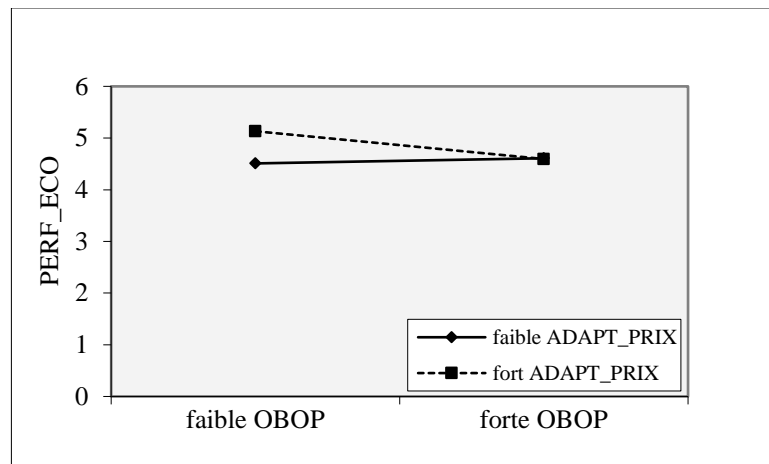 6
5
4
3
2
1
0
PERF_ECO
faible OBOP
forte OBOP
faible ADAPT_PRIX
fort ADAPT_PRIX